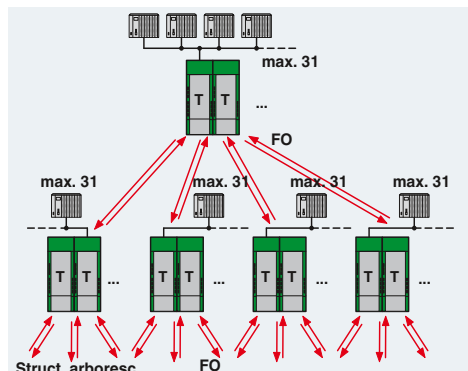 max. 31
T T ...
FO
max. 31 max. 31 max. 31 max. 31
T T ... T T ... T T ... T T ...
Struct. arboresc. FO